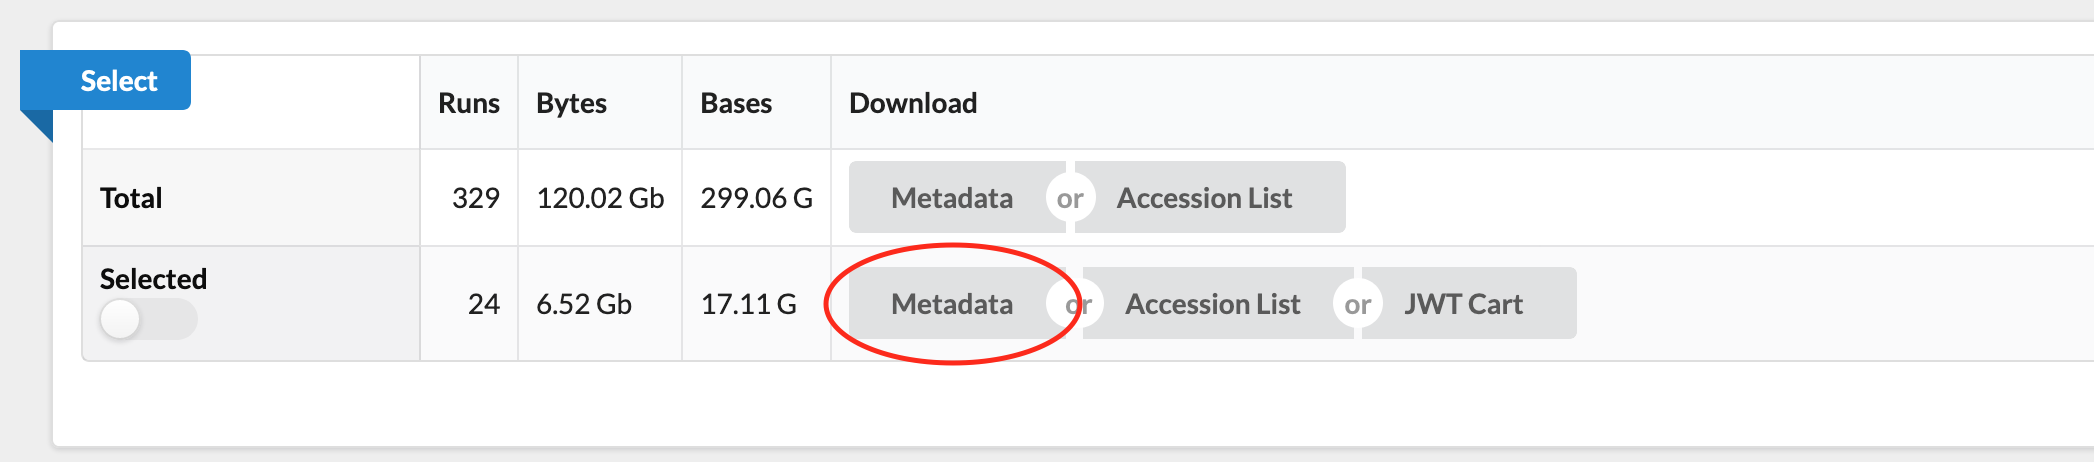 Select
Runs Bytes Bases Download
Total 329 120.02 Gb 299.06 G Metadata or Accession List
Selected 24 6.52 Gb 17.11 G Metadata or Accession List or JWT Cart